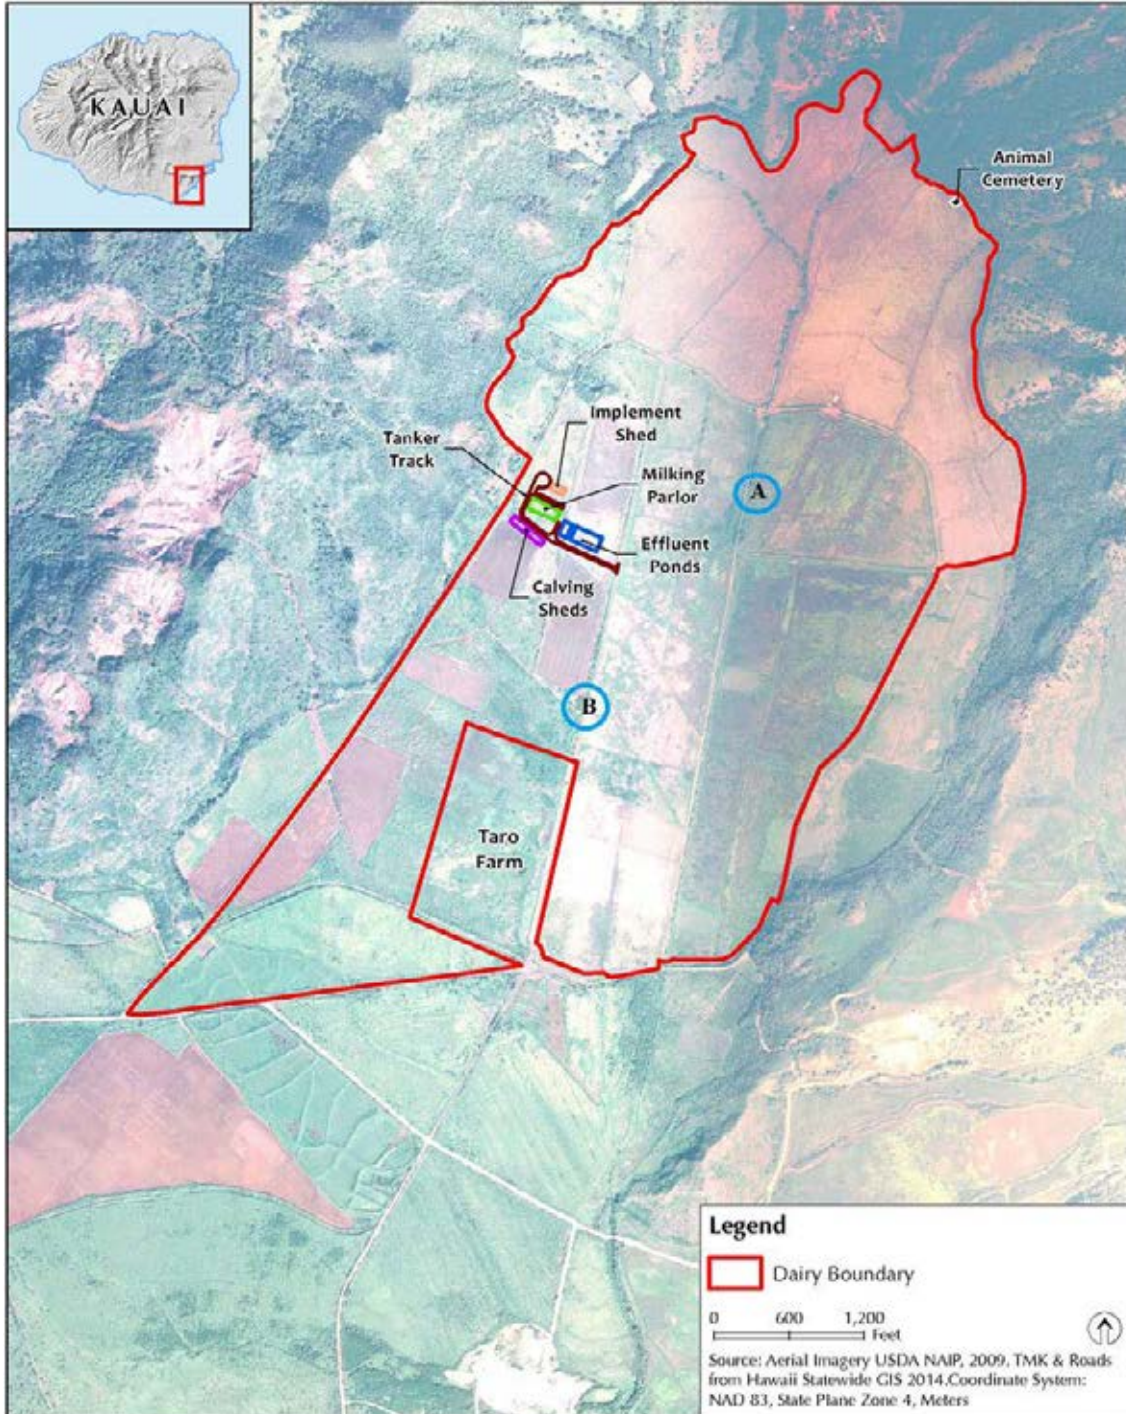 KAUAI
Animal
Cemetery
Implement
Shed
Tanker
Track
Milking
Parlor
A
Effluent
Ponds
Calving
Sheds
B
Taro
Farm
Legend
Dairy Boundary
0 600 1,200
Feet
Source: Aerial Imagery USDA NAIP, 2009, TMK & Roads
from Hawaii Statewide GIS 2014.Coordinate System:
NAD 83, State Plane Zone 4, Meters